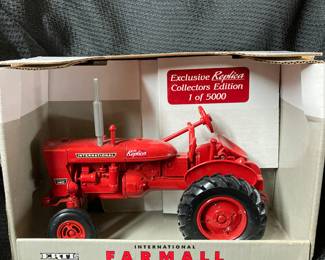 Exclusive Replica
Collectors Edition
1 of 5000
Replica
INTERNATIONAL
ERTL
INTERNATIONAL
FARMALL